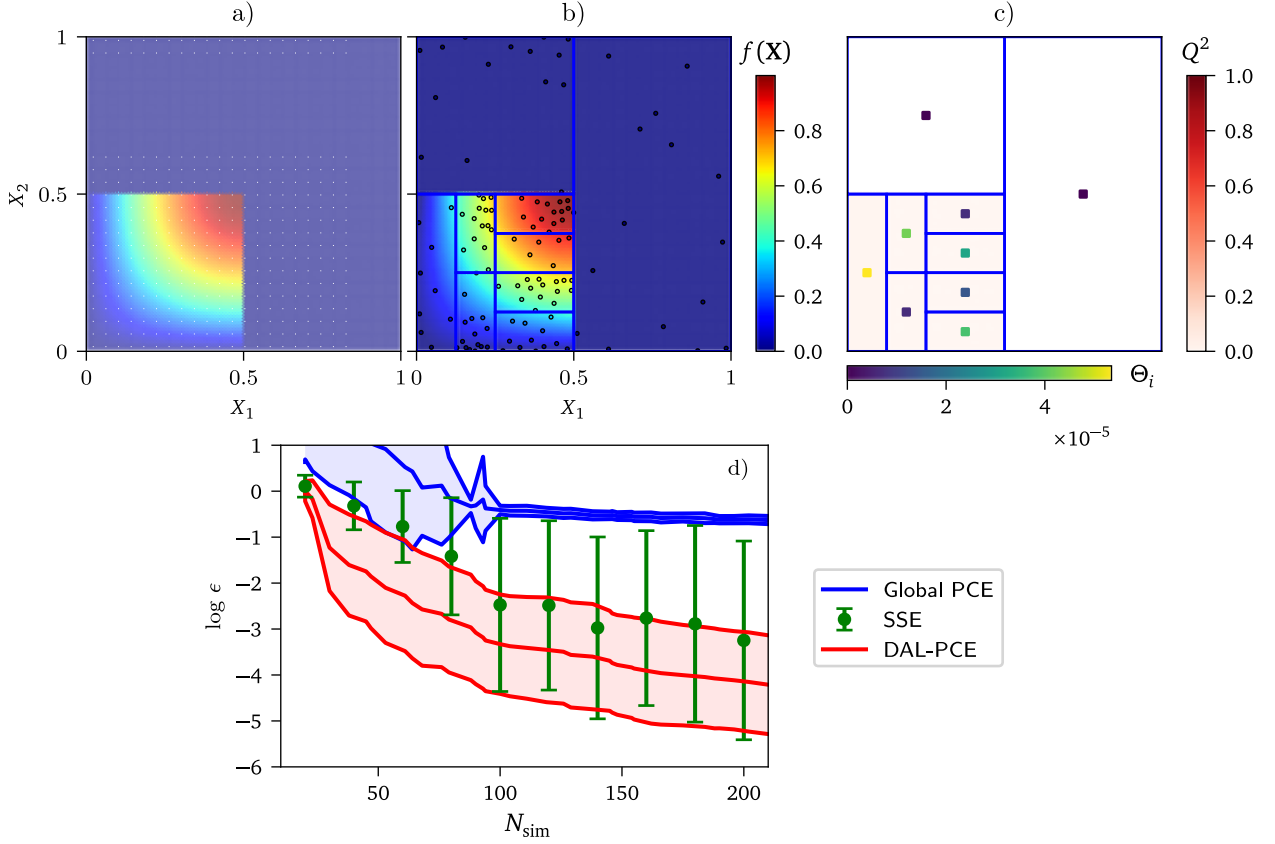 a)
b)
c)
1
0.5
0
X₂
0
0.5
1
X₁
0
0.5
1
X₁
f(X)
0.8
0.6
0.4
0.2
0.0
Q²
1.0
0.8
0.6
0.4
0.2
0.0
0
2
4
Θᵢ
×10⁻⁵
d)
1
0
−1
−2
−3
−4
−5
−6
log ϵ
50
100
150
200
N_sim
Global PCE
SSE
DAL-PCE